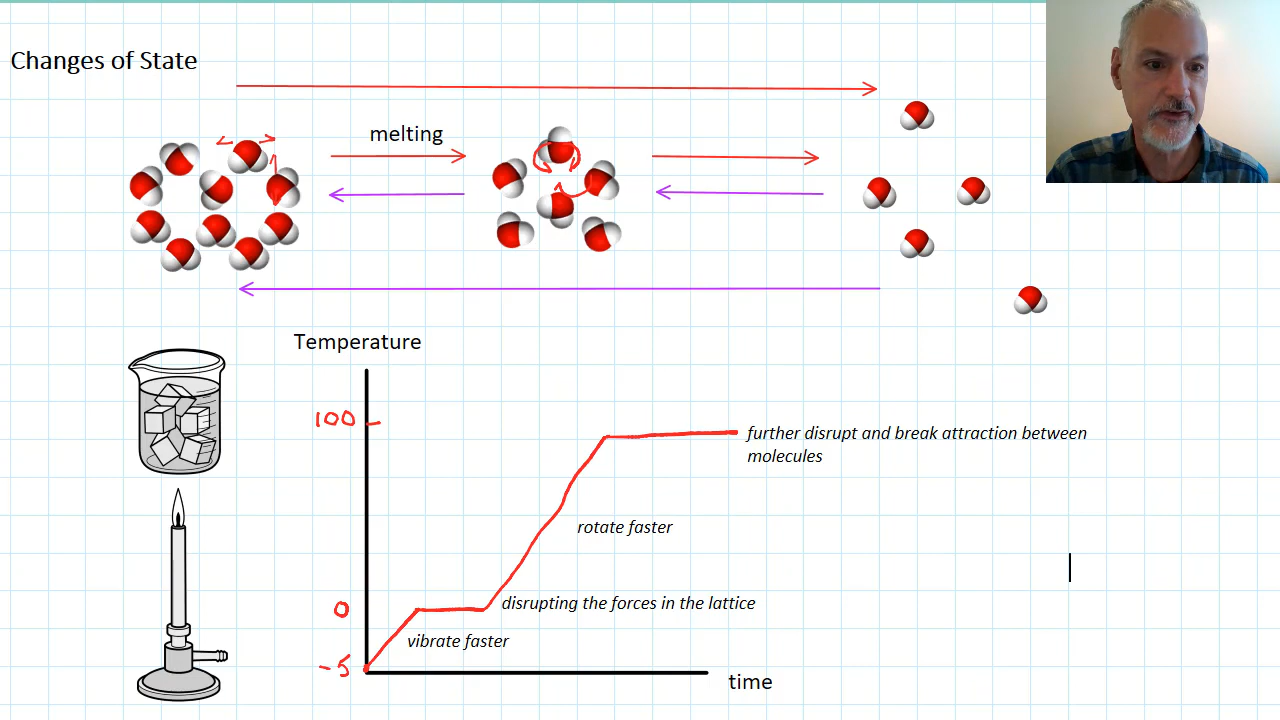 Changes of State
melting
Temperature
100
further disrupt and break attraction between
molecules
rotate faster
0
disrupting the forces in the lattice
vibrate faster
-5
time